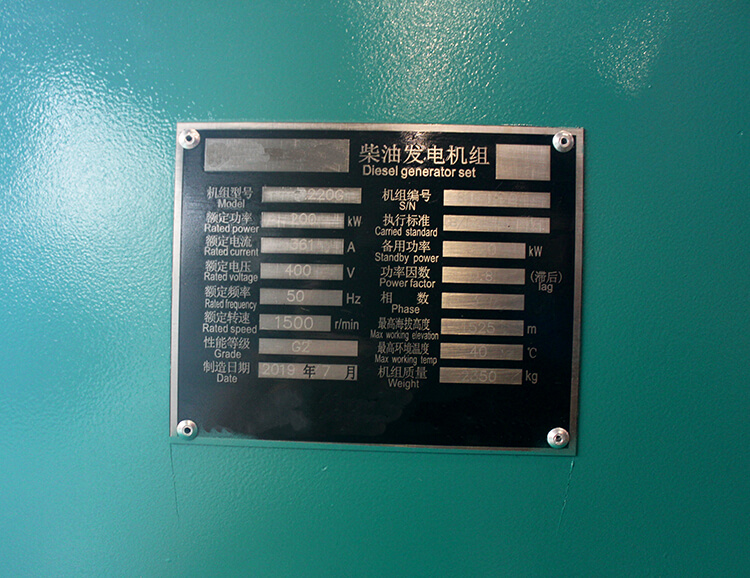 柴油发电机组
Diesel generator set
机组型号
Model
额定功率 200 kW
Rated power
额定电流 361 A
Rated current
额定电压 400 V
Rated voltage
额定频率 50 Hz
Rated frequency
额定转速 1500 r/min
Rated speed
性能等级 G2
Grade
制造日期 2019 年 7 月
Date
机组编号
S/N
执行标准
Carried standard
备用功率 kW
Standby power
功率因数 (滞后)
Power factor lag
相 数
Phase
最高海拔高度 1525 m
Max working elevation
最高环境温度 40 ℃
Max working temp
机组质量 kg
Weight